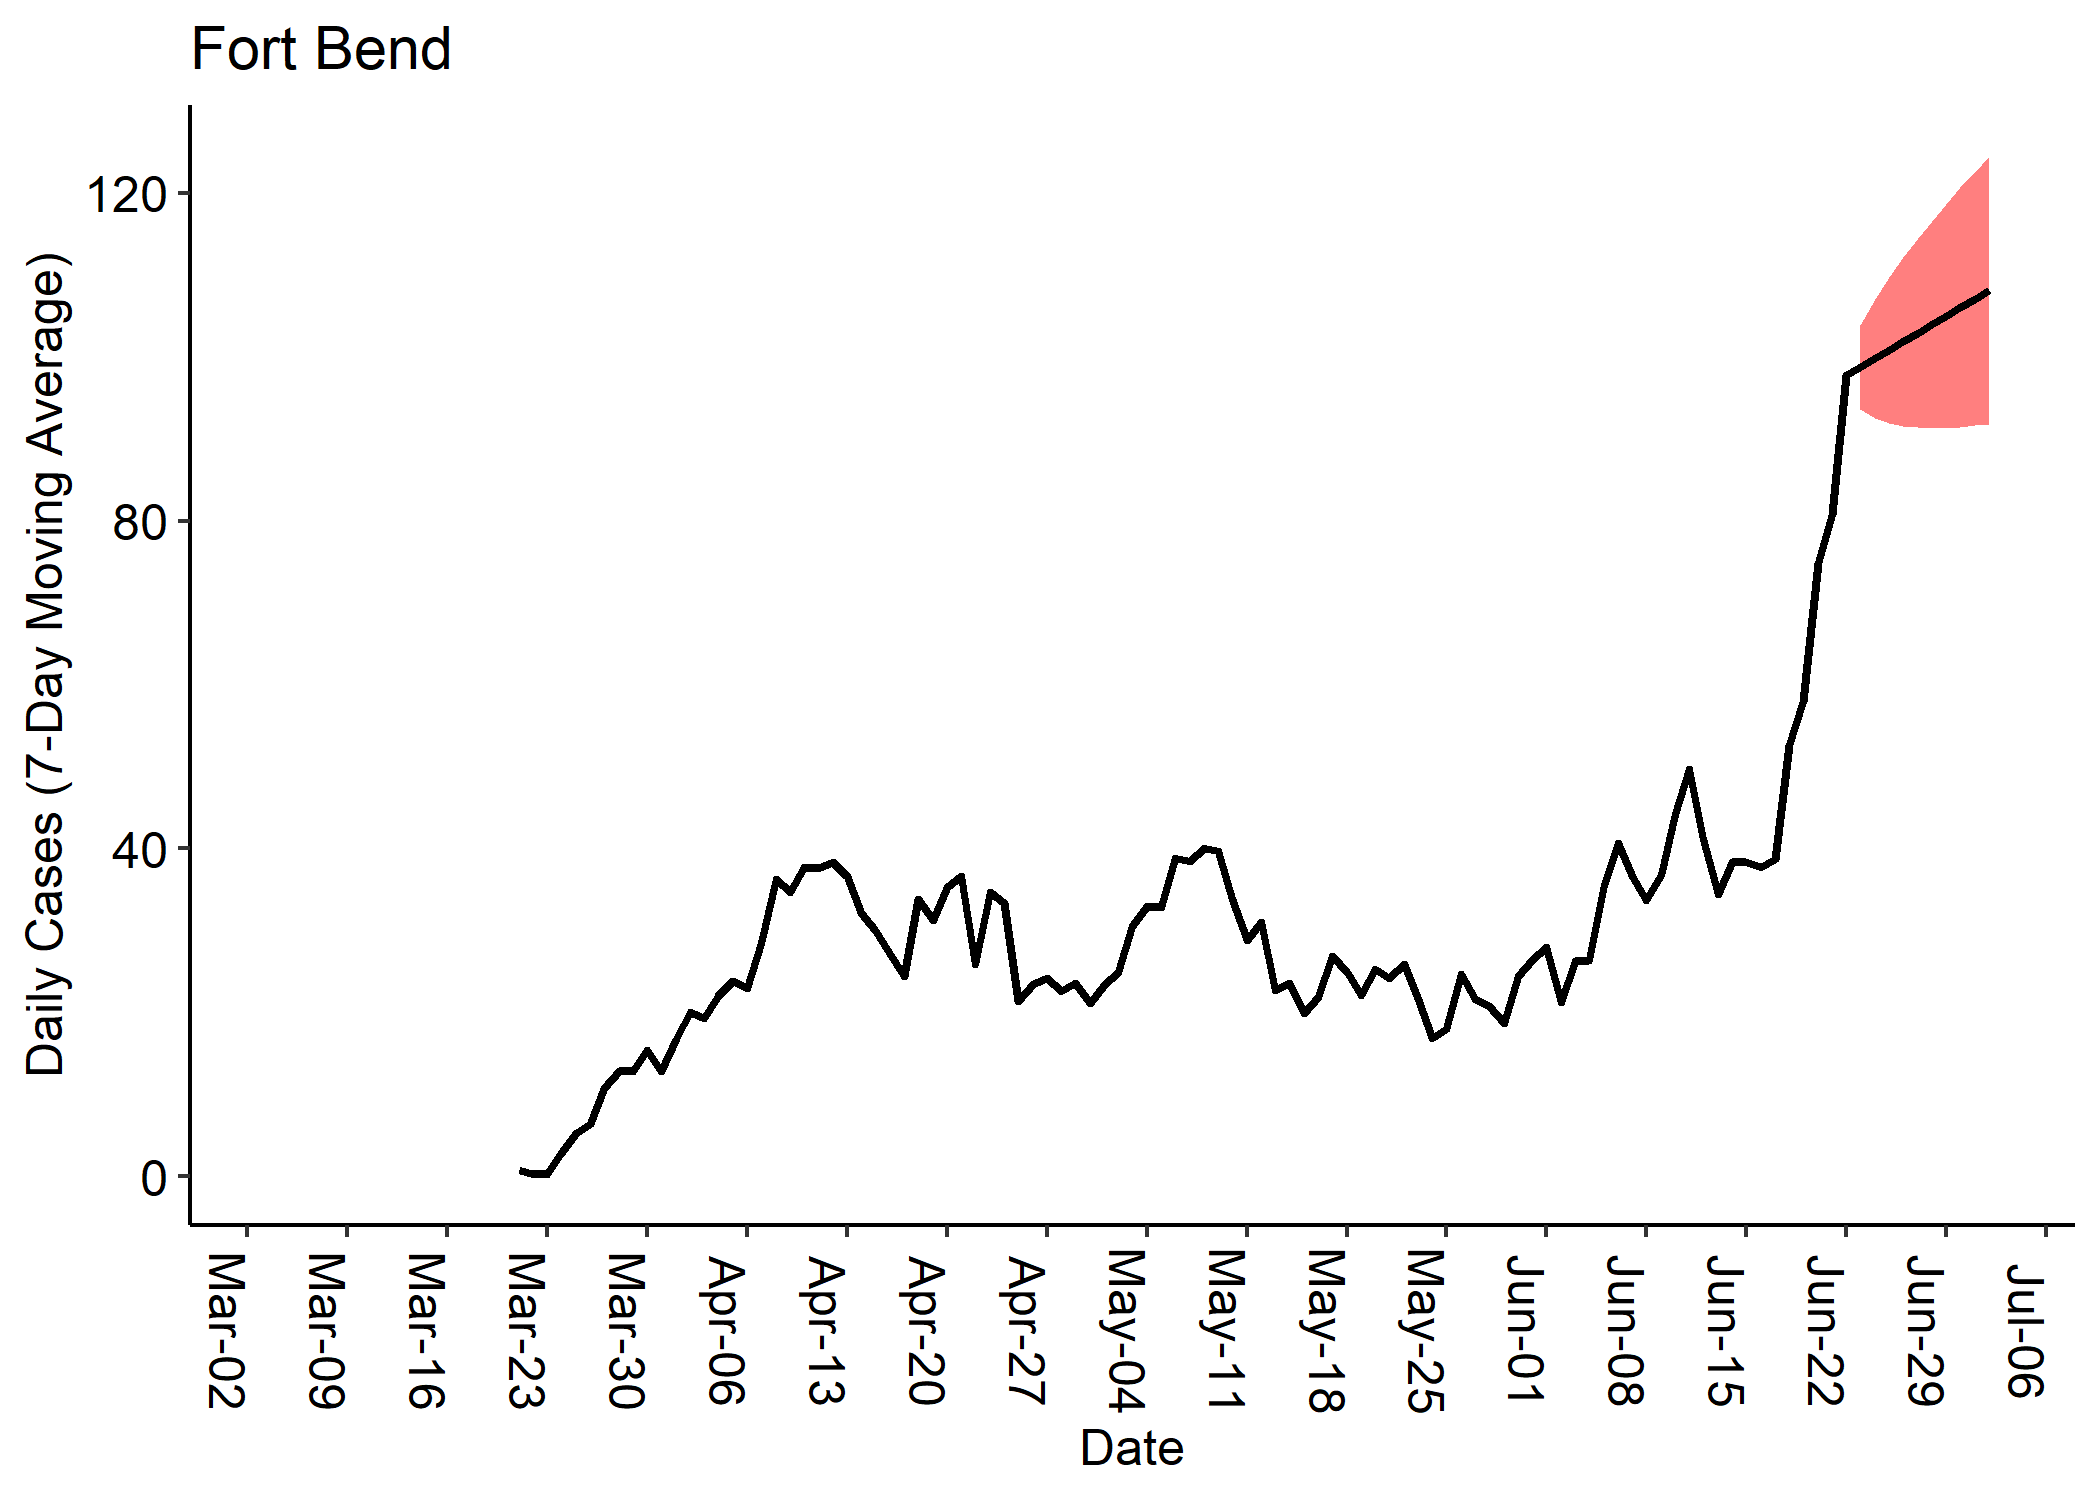 Fort Bend
Daily Cases (7-Day Moving Average)
120
80
40
0
Mar-02
Mar-09
Mar-16
Mar-23
Mar-30
Apr-06
Apr-13
Apr-20
Apr-27
May-04
May-11
May-18
May-25
Jun-01
Jun-08
Jun-15
Jun-22
Jun-29
Jul-06
Date